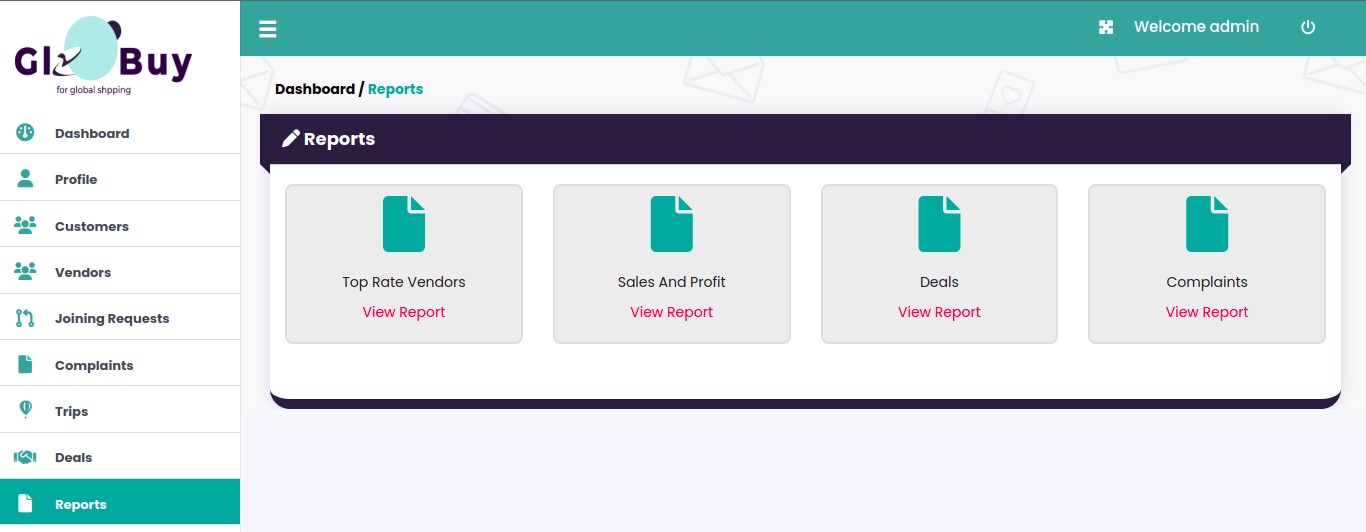 Gl Buy
for global shpping
Welcome admin
Dashboard / Reports
Reports
Dashboard
Profile
Customers
Vendors
Joining Requests
Complaints
Trips
Deals
Reports
Top Rate Vendors
View Report
Sales And Profit
View Report
Deals
View Report
Complaints
View Report